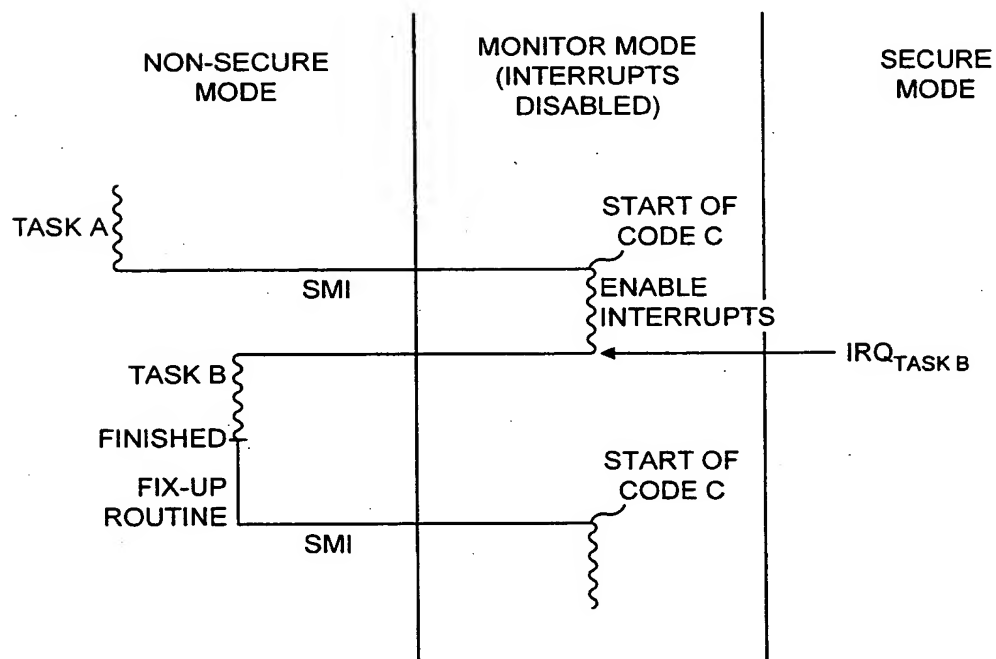 NON-SECURE
MODE
MONITOR MODE
(INTERRUPTS
DISABLED)
SECURE
MODE
TASK A
START OF
CODE C
SMI
ENABLE
INTERRUPTS
IRQTASK B
TASK B
FINISHED
FIX-UP
ROUTINE
START OF
CODE C
SMI